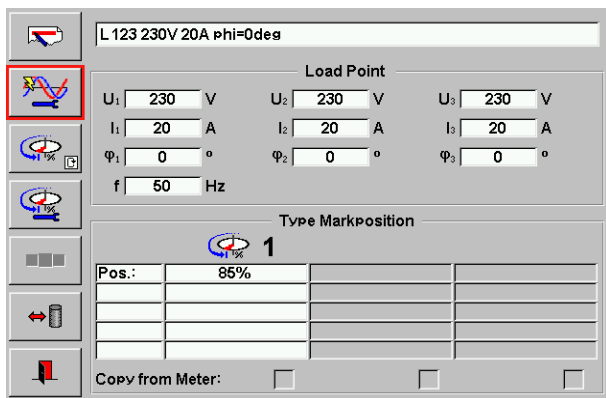 L 123 230V 20A phi=0deg
Load Point
U1 230 V U2 230 V U3 230 V
I1 20 A I2 20 A I3 20 A
φ1 0 ° φ2 0 ° φ3 0 °
f 50 Hz
Type Markposition
1
Pos.: 85%
Copy from Meter: